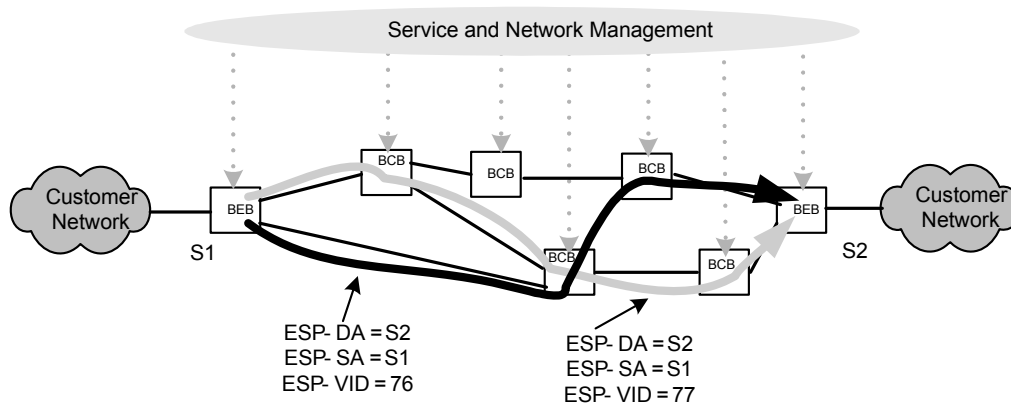 Service and Network Management
BCB
BCB
BCB
Customer
Network
BEB
BEB
Customer
Network
S1
S2
BCB
BCB
ESP- DA = S2
ESP- SA = S1
ESP- VID = 76
ESP- DA = S2
ESP- SA = S1
ESP- VID = 77